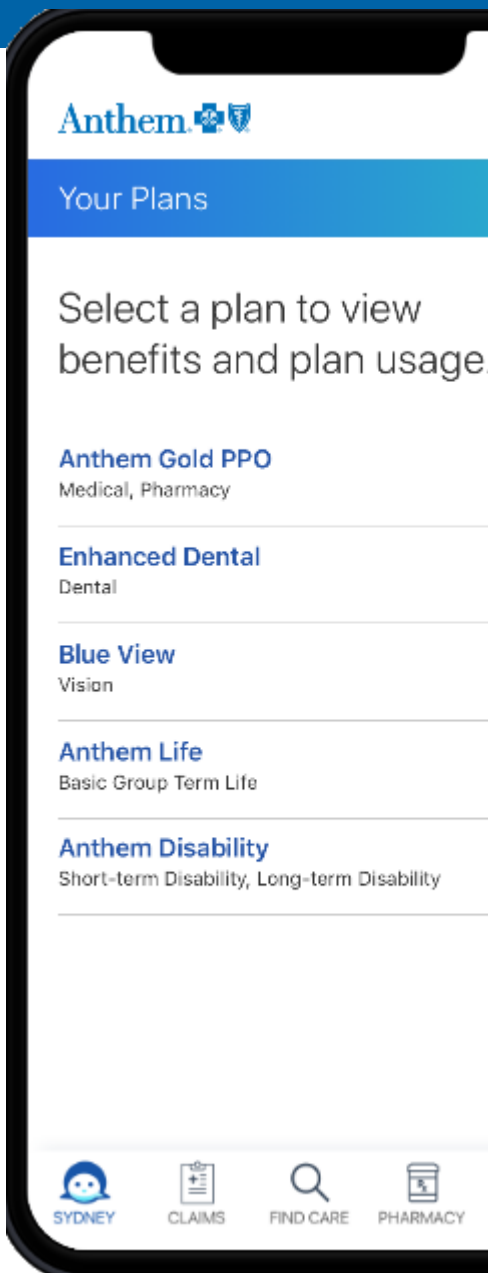 Anthem.
Your Plans
Select a plan to view
benefits and plan usage.
Anthem Gold PPO
Medical, Pharmacy
Enhanced Dental
Dental
Blue View
Vision
Anthem Life
Basic Group Term Life
Anthem Disability
Short-term Disability, Long-term Disability
SYDNEY CLAIMS FIND CARE PHARMACY